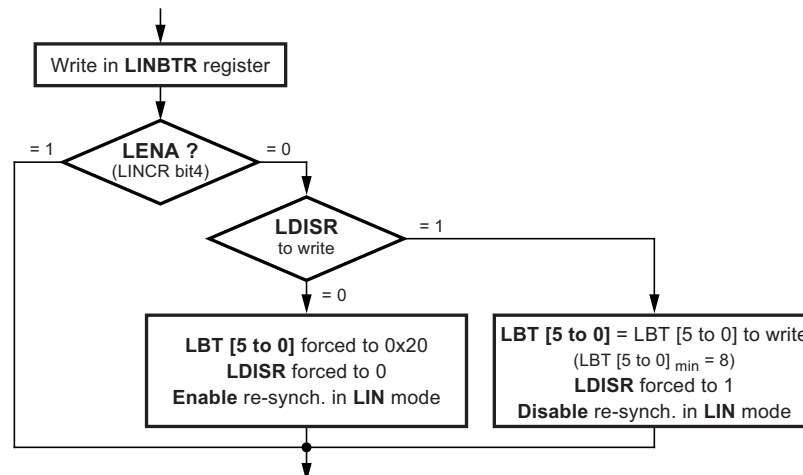 Write in LINBTR register
= 1
LENA ?
(LINCR bit4)
= 0
LDISR
to write
= 1
= 0
LBT [5 to 0] forced to 0x20
LDISR forced to 0
Enable re-synch. in LIN mode
LBT [5 to 0] = LBT [5 to 0] to write
(LBT [5 to 0] min = 8)
LDISR forced to 1
Disable re-synch. in LIN mode